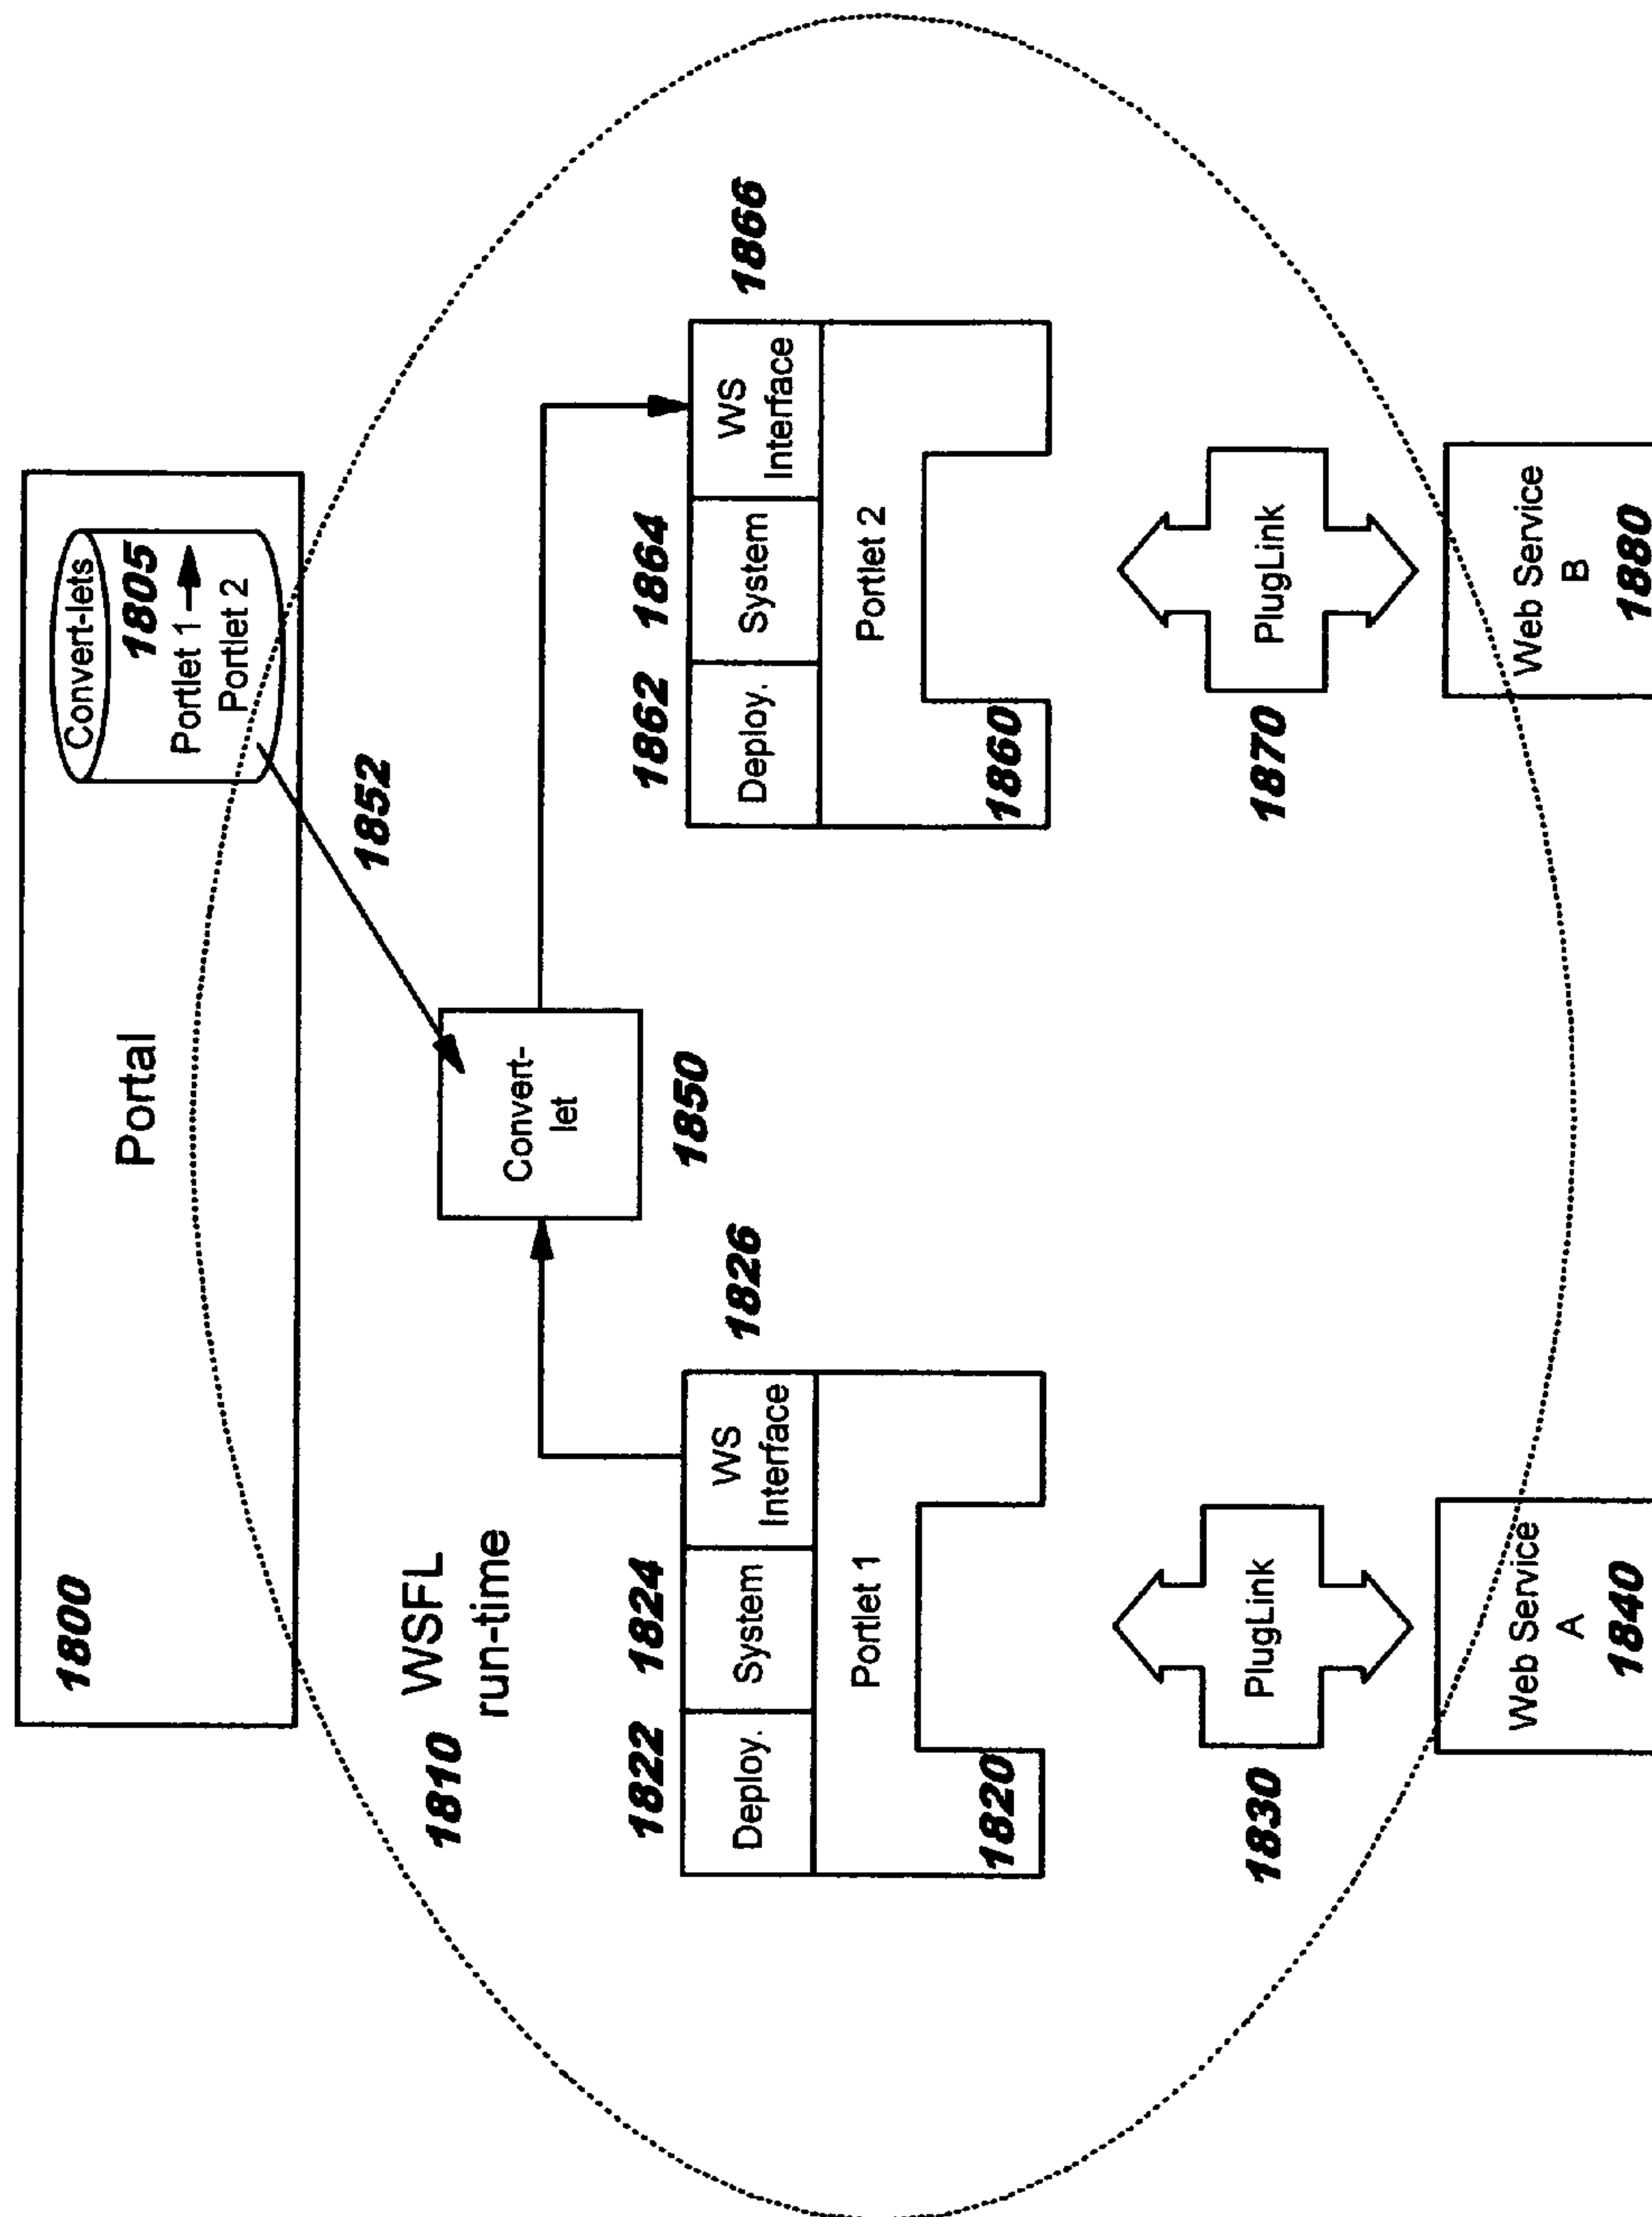 1800
Portal
Convert-lets
1805
Portlet 1
Portlet 2
1852
1810
WSFL
run-time
Convert-
let
1850
1822
1824
1826
Deploy.
System
WS
Interface
Portlet 1
1820
1862
1864
1866
Deploy.
System
WS
Interface
Portlet 2
1860
1830
PlugLink
1870
PlugLink
Web Service
A
1840
Web Service
B
1880